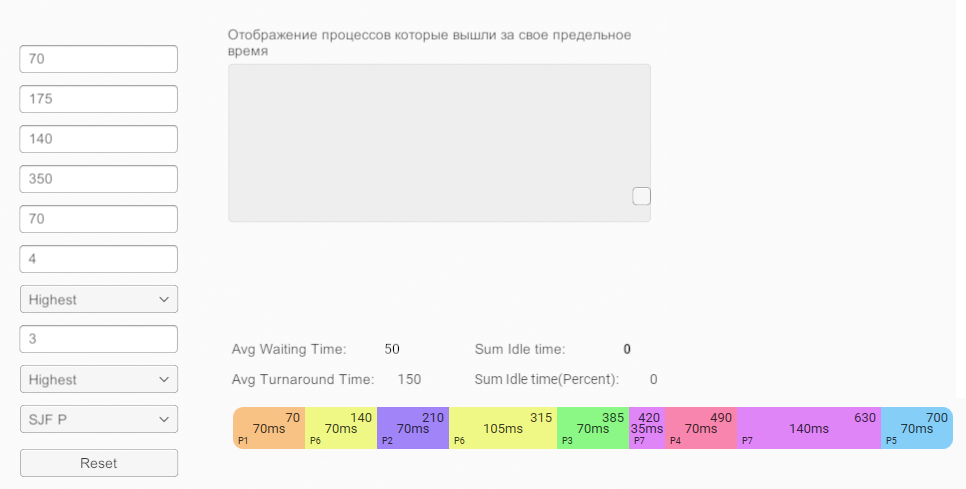 70
175
140
350
70
4
Highest
3
Highest
SJF P
Reset
Отображение процессов которые вышли за свое предельное
время
Avg Waiting Time: 50 Sum Idle time: 0
Avg Turnaround Time: 150 Sum Idle time(Percent): 0
70 140 210 315 385 420 490 630 700
70ms 70ms 70ms 105ms 70ms 35ms 70ms 140ms 70ms
P1 P6 P2 P6 P3 P7 P4 P7 P5